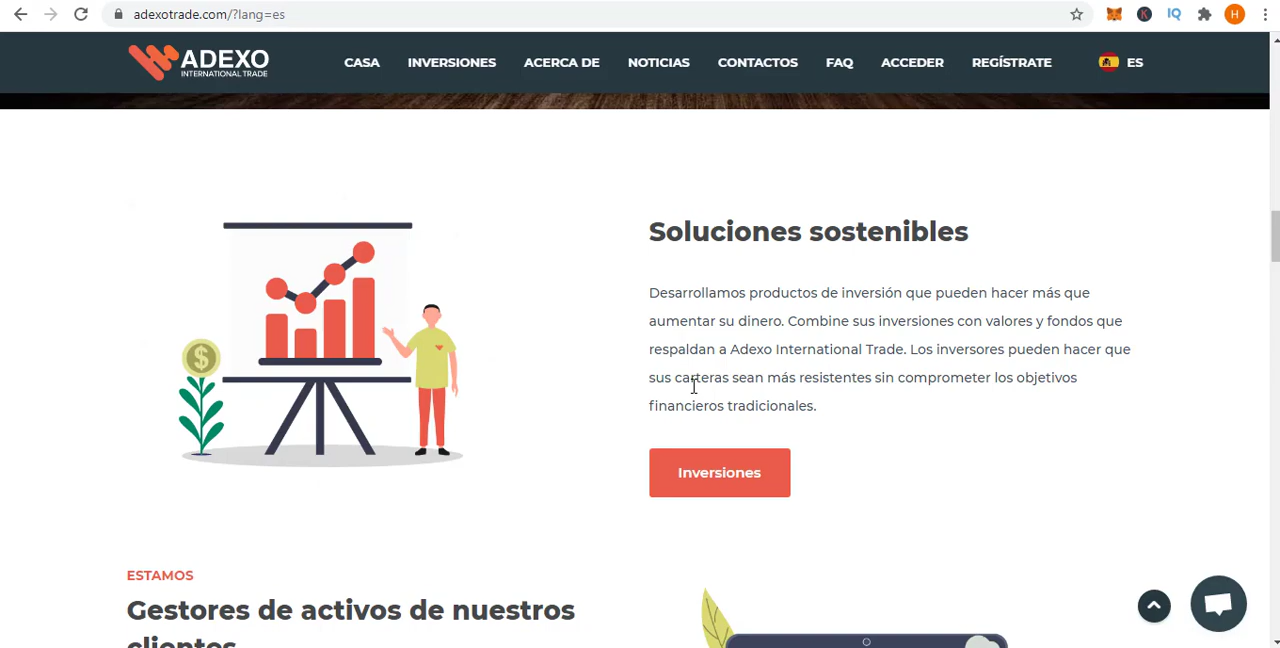 adexotrade.com/?lang=es
K
IQ
H
ADEXO
INTERNATIONAL TRADE
CASA
INVERSIONES
ACERCA DE
NOTICIAS
CONTACTOS
FAQ
ACCEDER
REGÍSTRATE
ES
$
Soluciones sostenibles
Desarrollamos productos de inversión que pueden hacer más que
aumentar su dinero. Combine sus inversiones con valores y fondos que
respaldan a Adexo International Trade. Los inversores pueden hacer que
sus carteras sean más resistentes sin comprometer los objetivos
financieros tradicionales.
Inversiones
ESTAMOS
Gestores de activos de nuestros
clientes